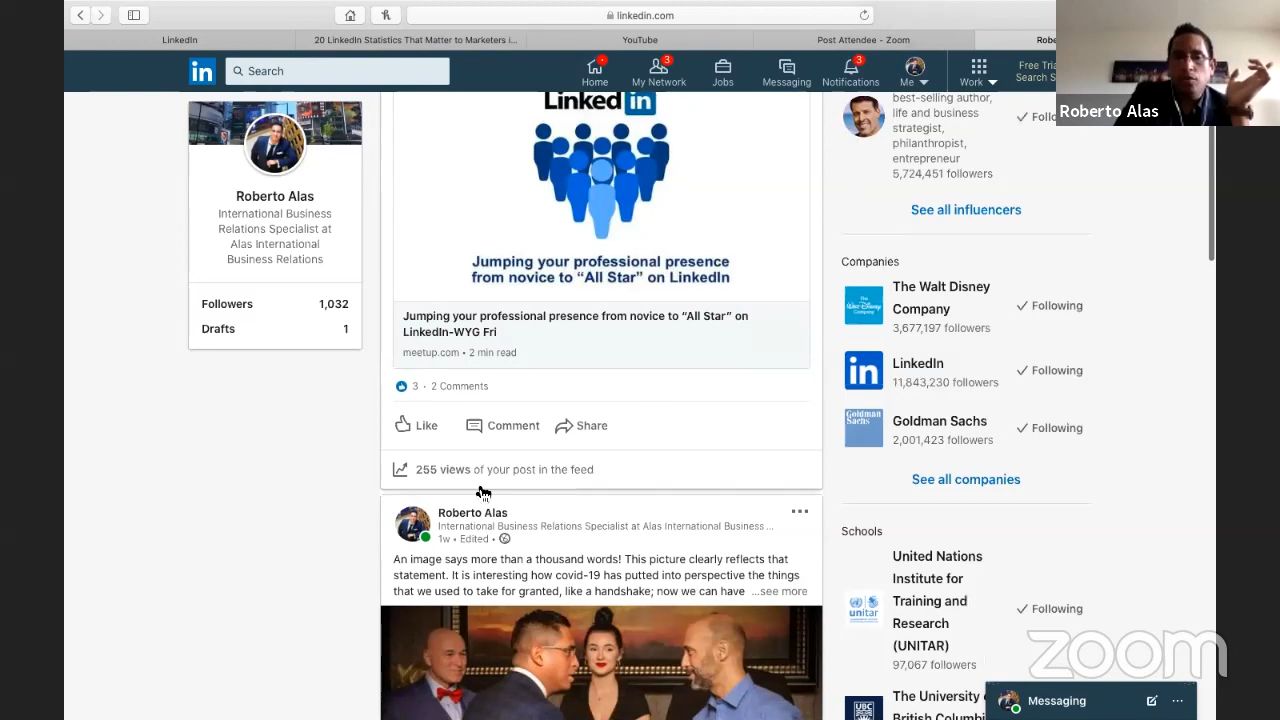 linkedin.com
LinkedIn
20 LinkedIn Statistics That Matter to Marketers i...
YouTube
Post Attendee - Zoom
in
Search
Home
3
My Network
Jobs
Messaging
3
Notifications
Me
Work
Free Tria
Search S
Roberto Alas
Roberto Alas
International Business
Relations Specialist at
Alas International
Business Relations
Followers 1,032
Drafts 1
Linked in
Jumping your professional presence
from novice to “All Star” on LinkedIn
Jumping your professional presence from novice to “All Star” on
LinkedIn-WYG Fri
meetup.com • 2 min read
3 · 2 Comments
Like
Comment
Share
255 views of your post in the feed
Roberto Alas
International Business Relations Specialist at Alas International Business ...
1w • Edited •
An image says more than a thousand words! This picture clearly reflects that
statement. It is interesting how covid-19 has putted into perspective the things
that we used to take for granted, like a handshake; now we can have ...see more
best-selling author,
life and business
strategist,
philanthropist,
entrepreneur
5,724,451 followers
See all influencers
Companies
The Walt Disney
Company
3,677,197 followers
Following
in
LinkedIn
11,843,230 followers
Following
Goldman
Sachs
Goldman Sachs
2,001,423 followers
Following
See all companies
Schools
United Nations
Institute for
Training and
Research
(UNITAR)
97,067 followers
Following
unitar
UBC
The University
British Columbi
zoom
Messaging